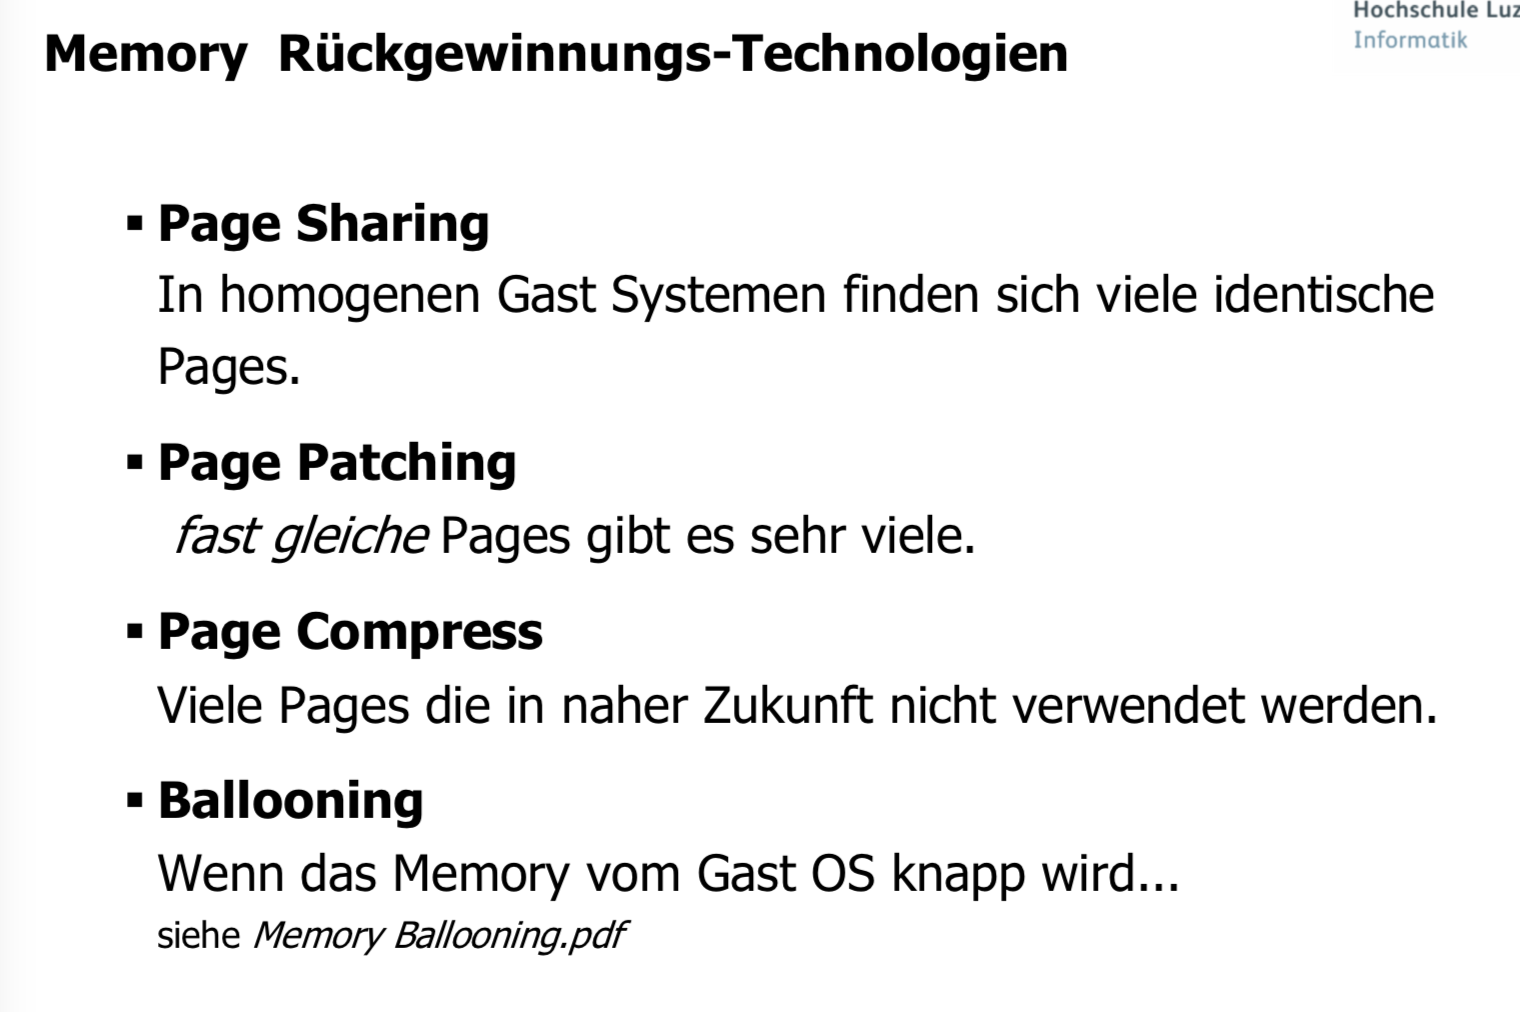 Hochschule Luz
Informatik
Memory Rückgewinnungs-Technologien
▪ Page Sharing
In homogenen Gast Systemen finden sich viele identische
Pages.
▪ Page Patching
fast gleiche Pages gibt es sehr viele.
▪ Page Compress
Viele Pages die in naher Zukunft nicht verwendet werden.
▪ Ballooning
Wenn das Memory vom Gast OS knapp wird...
siehe Memory Ballooning.pdf